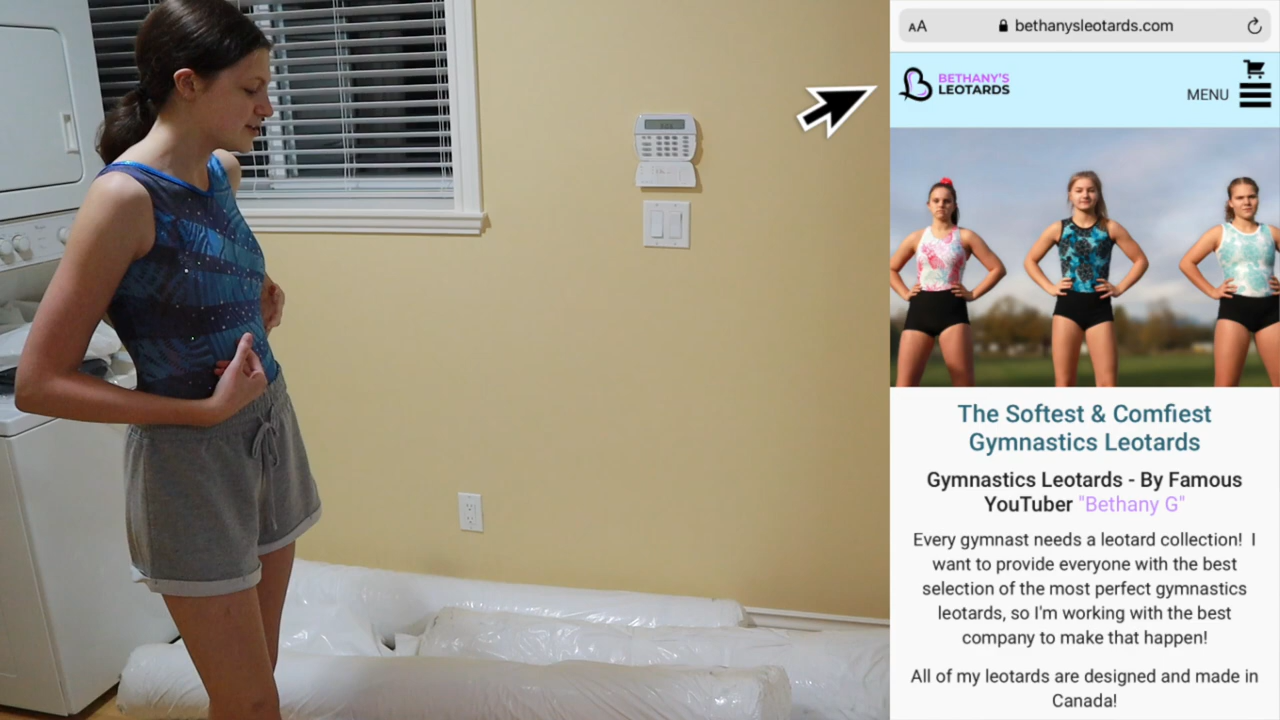 AA bethanysleotards.com
BETHANY'S
LEOTARDS
MENU
The Softest & Comfiest
Gymnastics Leotards
Gymnastics Leotards - By Famous
YouTuber "Bethany G"
Every gymnast needs a leotard collection! I
want to provide everyone with the best
selection of the most perfect gymnastics
leotards, so I'm working with the best
company to make that happen!
All of my leotards are designed and made in
Canada!